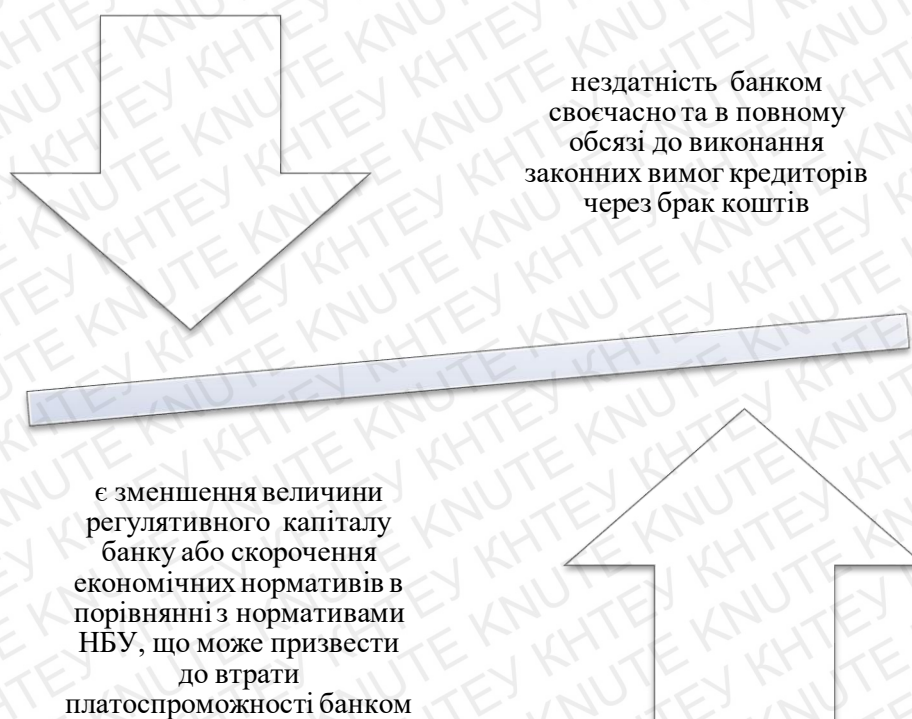 нездатність банком
своєчасно та в повному
обсязі до виконання
законних вимог кредиторів
через брак коштів
є зменшення величини
регулятивного капіталу
банку або скорочення
економічних нормативів в
порівнянні з нормативами
НБУ, що може призвести
до втрати
платоспроможності банком